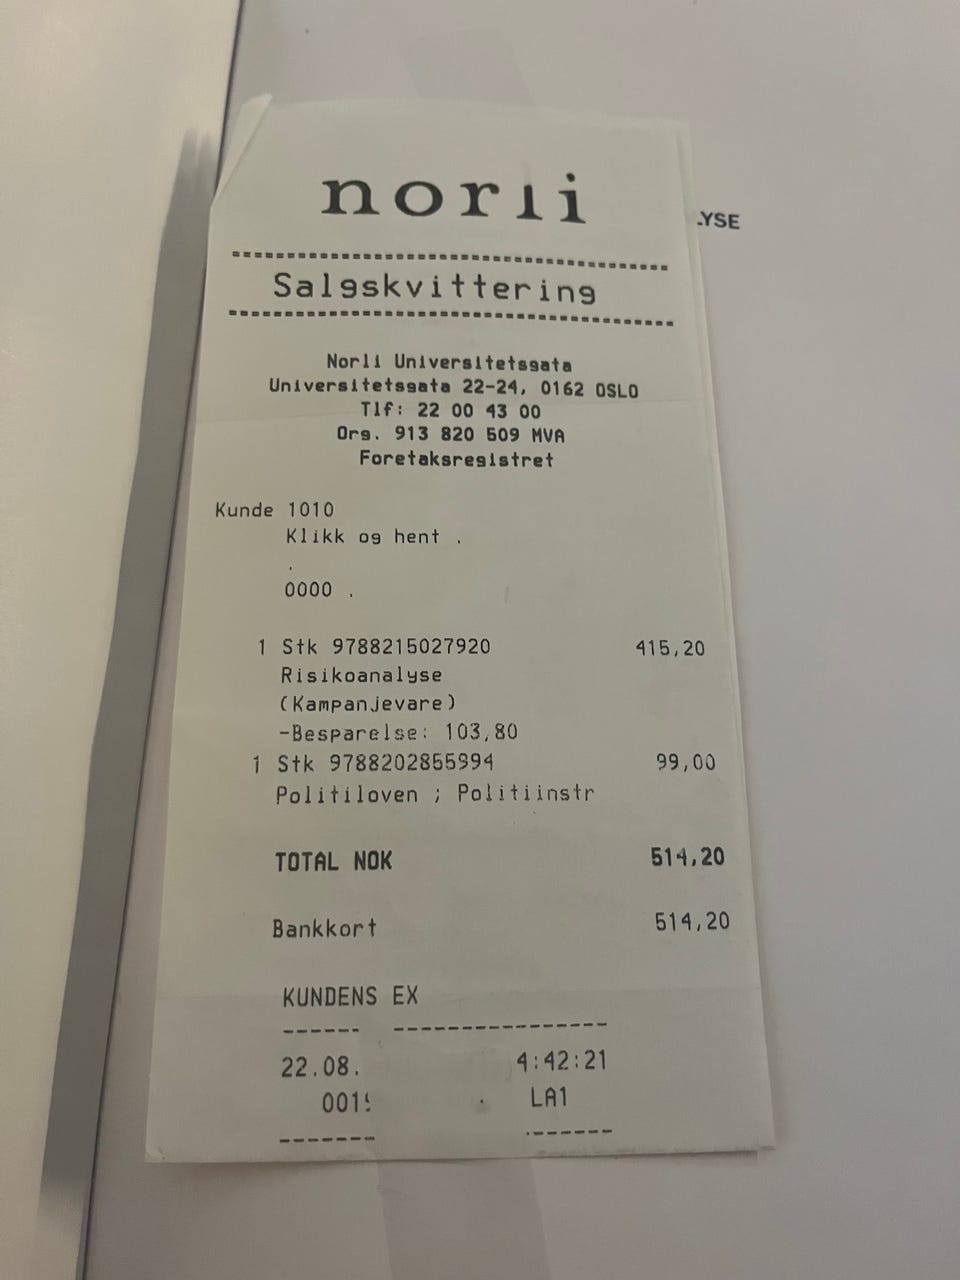 norli
Salgskvittering
Norli Universitetsgata
Universitetsgata 22-24, 0162 OSLO
Tlf: 22 00 43 00
Org. 913 820 509 MVA
Foretaksregistret
Kunde 1010
Klikk og hent .
.
0000 .
1 Stk 9788215027920 415,20
Risikoanalyse
(Kampanjevare)
-Besparelse: 103,80
1 Stk 9788202855994 99,00
Politiloven ; Politiinstr
TOTAL NOK 514,20
Bankkort 514,20
KUNDENS EX
22.08. 4:42:21
001 LA1
LYSE